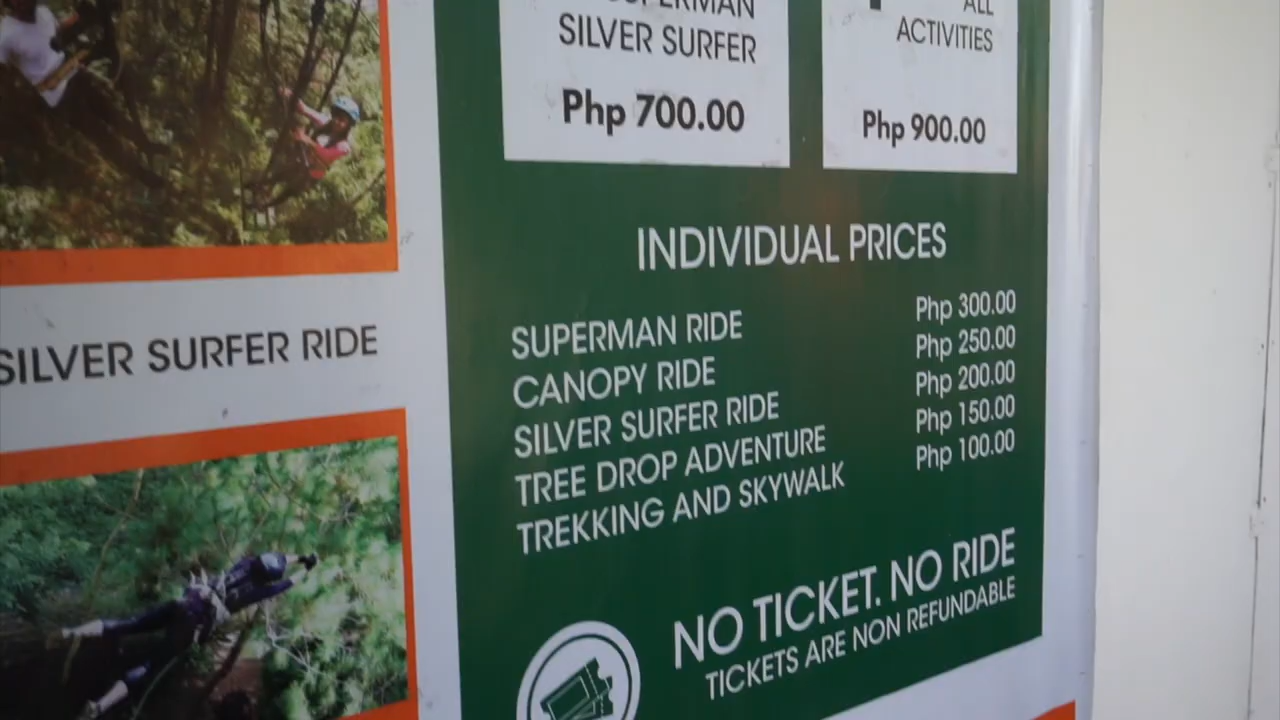 SUPERMAN
SILVER SURFER
Php 700.00
ALL
ACTIVITIES
Php 900.00
SILVER SURFER RIDE
INDIVIDUAL PRICES
SUPERMAN RIDE Php 300.00
CANOPY RIDE Php 250.00
SILVER SURFER RIDE Php 200.00
TREE DROP ADVENTURE Php 150.00
TREKKING AND SKYWALK Php 100.00
NO TICKET. NO RIDE
TICKETS ARE NON REFUNDABLE